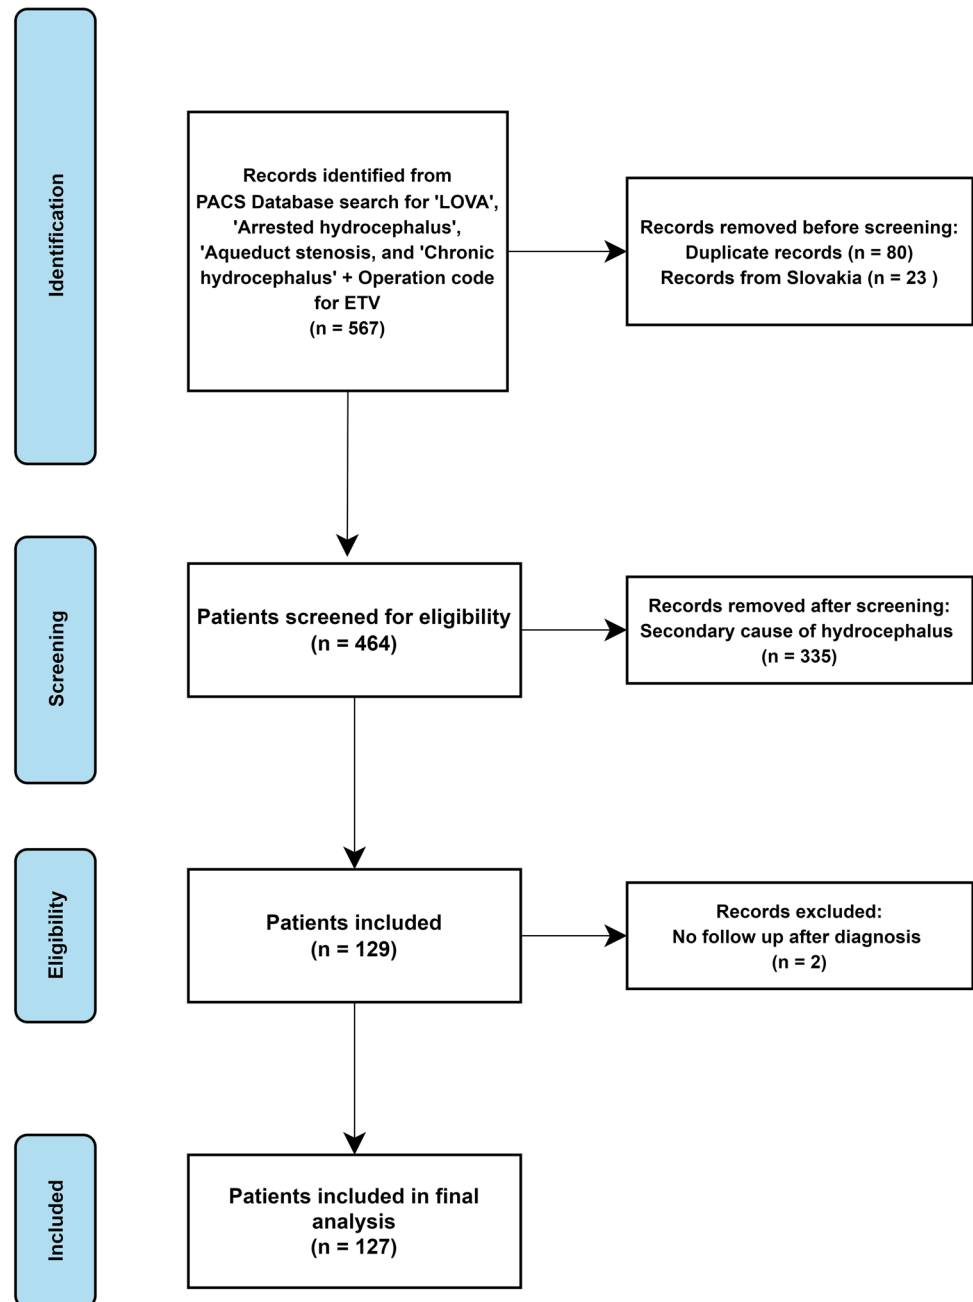 Identification
Records identified from
PACS Database search for 'LOVA',
'Arrested hydrocephalus',
'Aqueduct stenosis, and 'Chronic
hydrocephalus' + Operation code
for ETV
(n = 567)
Records removed before screening:
Duplicate records (n = 80)
Records from Slovakia (n = 23 )
Screening
Patients screened for eligibility
(n = 464)
Records removed after screening:
Secondary cause of hydrocephalus
(n = 335)
Eligibility
Patients included
(n = 129)
Records excluded:
No follow up after diagnosis
(n = 2)
Included
Patients included in final
analysis
(n = 127)